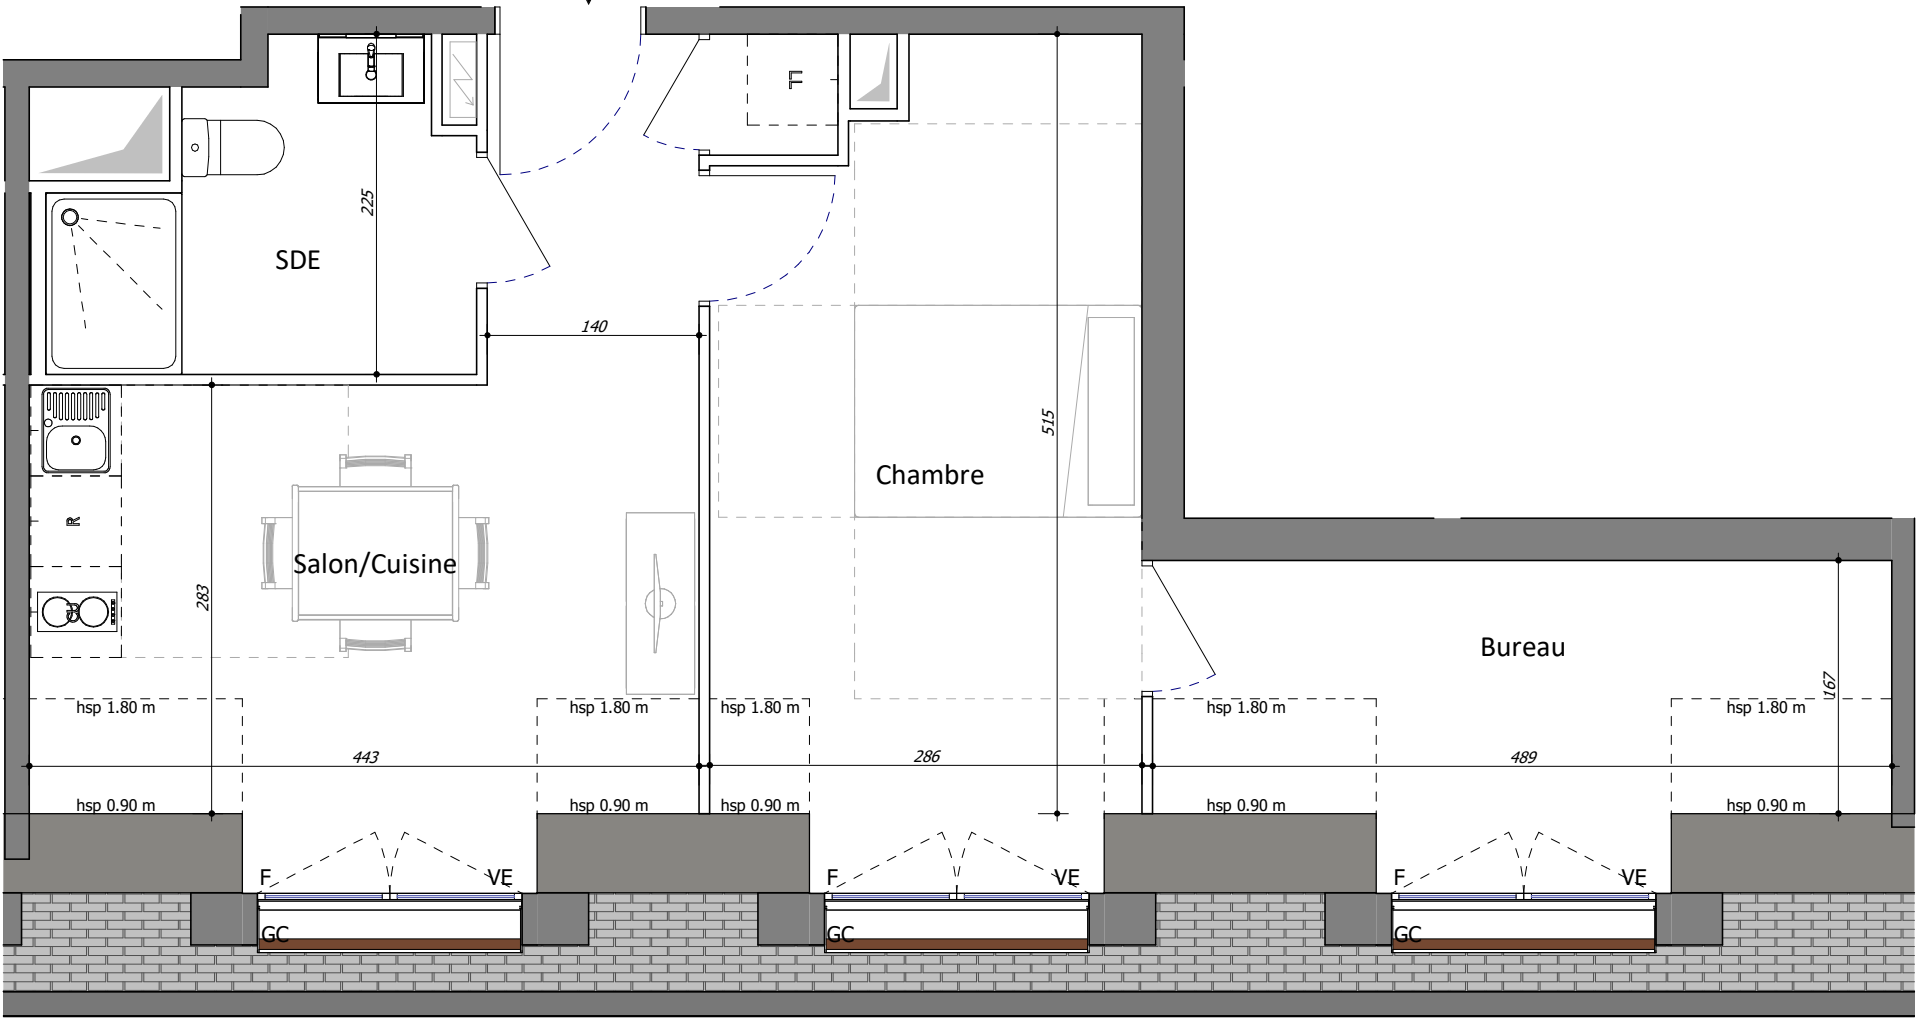 LL
225
SDE
140
515
Chambre
R
Salon/Cuisine
283
Bureau
167
hsp 1.80 m
hsp 1.80 m
hsp 1.80 m
hsp 1.80 m
hsp 1.80 m
443
286
489
hsp 0.90 m
hsp 0.90 m
hsp 0.90 m
hsp 0.90 m
hsp 0.90 m
F
VE
F
VE
F
VE
GC
GC
GC